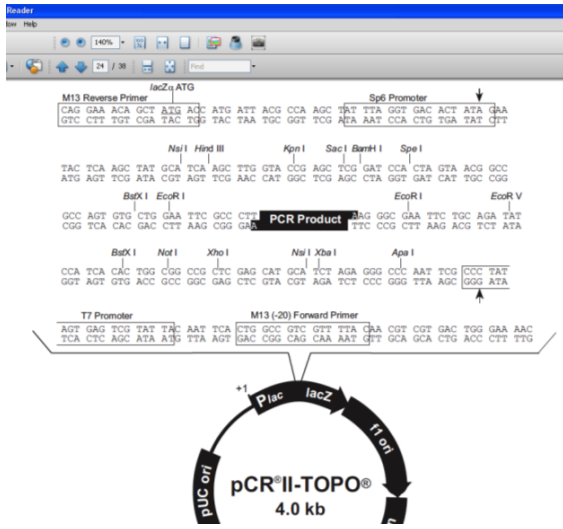 Reader
dow Help
140%
24 / 38
Find
lacZα ATG
M13 Reverse Primer
Sp6 Promoter
CAG GAA ACA GCT ATG ACC ATG ATT ACG CCA AGC TAT TTA GGT GAC ACT ATA GAA
GTC CTT TGT CGA TAC TGG TAC TAA TGC GGT TCG ATA AAT CCA CTG TGA TAT CTT
Nsi I Hind III Kpn I Sac I BamH I Spe I
TAC TCA AGC TAT GCA TCA AGC TTG GTA CCG AGC TCG GAT CCA CTA GTA ACG GCC
ATG AGT TCG ATA CGT AGT TCG AAC CAT GGC TCG AGC CTA GGT GAT CAT TGC CGG
BstX I EcoR I EcoR I EcoR V
GCC AGT GTG CTG GAA TTC GCC CTT PCR Product AAG GGC GAA TTC TGC AGA TAT
CGG TCA CAC GAC CTT AAG CGG GAA TTC CCG CTT AAG ACG TCT ATA
BstX I Not I Xho I Nsi I Xba I Apa I
CCA TCA CAC TGG CGG CCG CTC GAG CAT GCA TCT AGA GGG CCC AAT TCG CCC TAT
GGT AGT GTG ACC GCC GGC GAG CTC GTA CGT AGA TCT CCC GGG TTA AGC GGG ATA
T7 Promoter
M13 (-20) Forward Primer
AGT GAG TCG TAT TAC AAT TCA CTG GCC GTC GTT TTA CAA CGT CGT GAC TGG GAA AAC
TCA CTC AGC ATA ATG TTA AGT GAC CGG CAG CAA AAT GTT GCA GCA CTG ACC CTT TTG
+1
Plac lacZ
f1 ori
pUC ori
pCR®II-TOPO®
4.0 kb